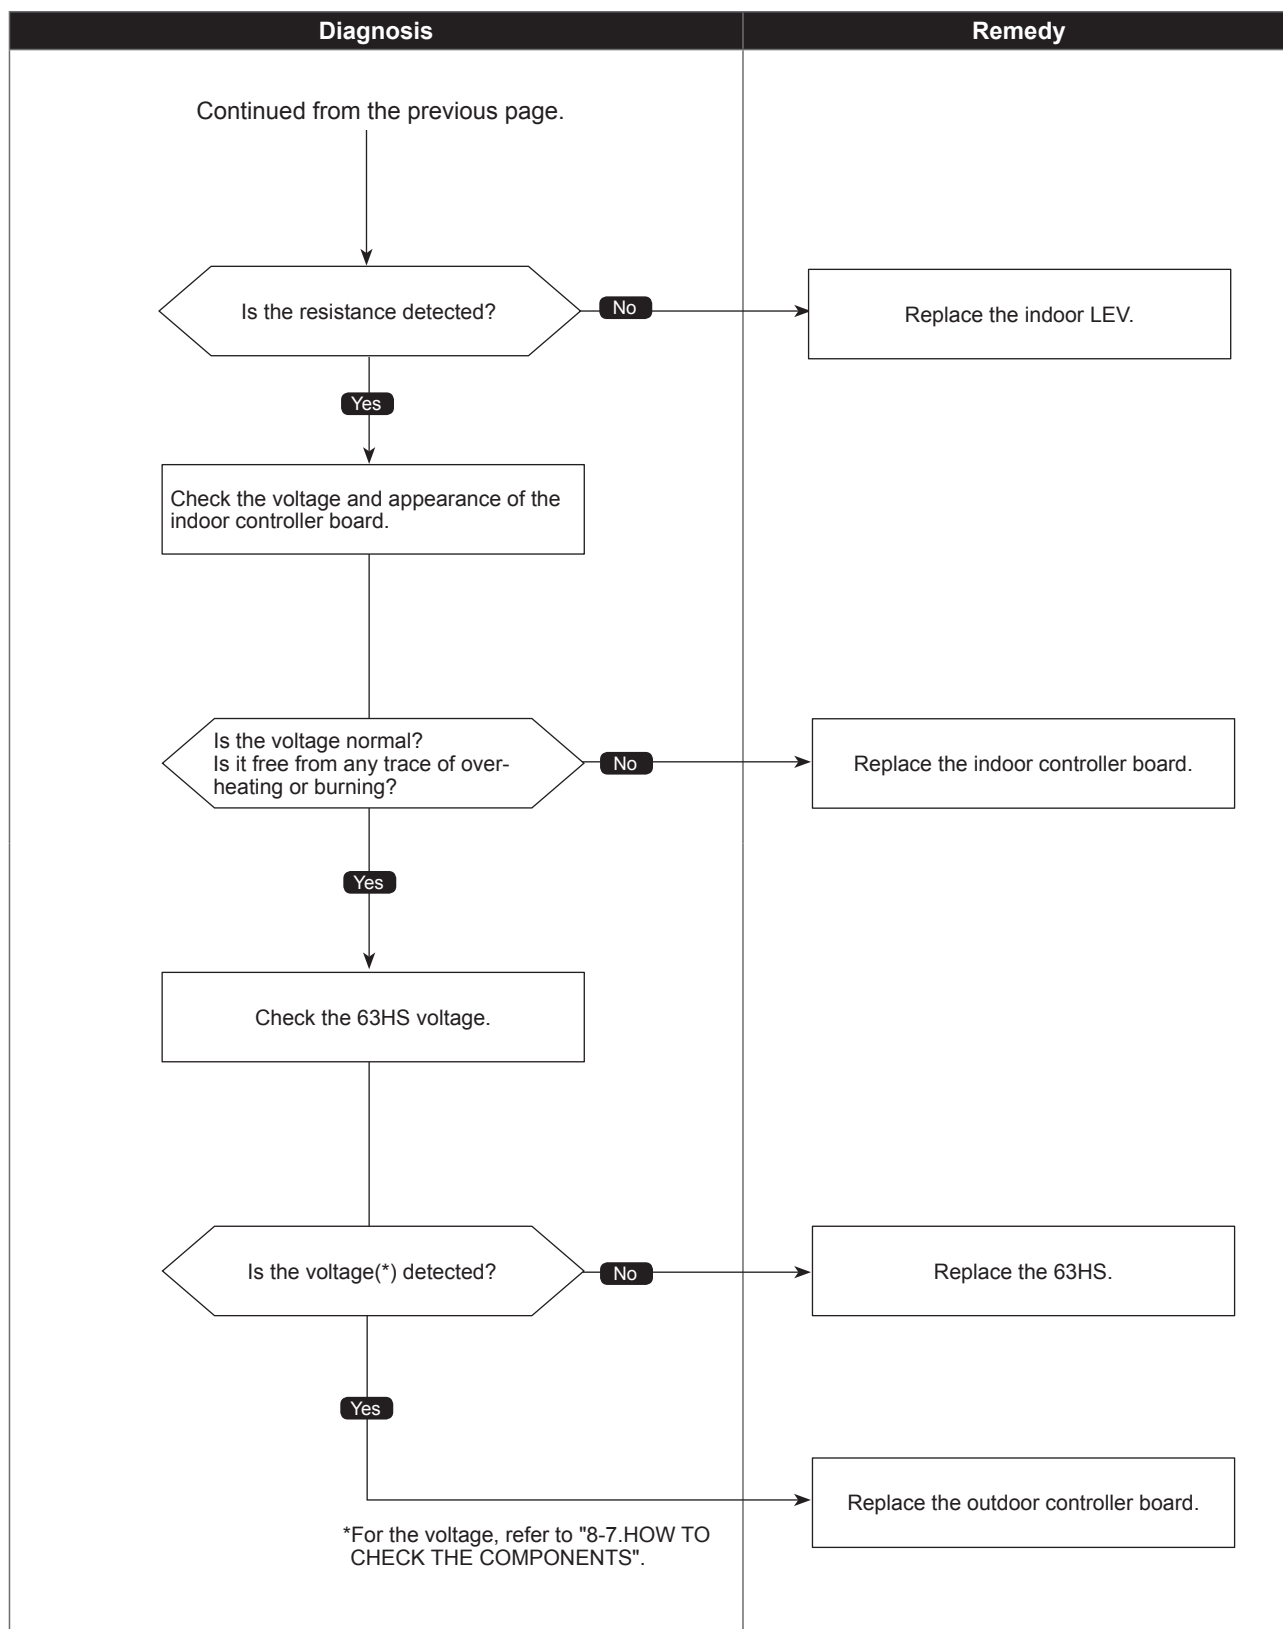 Diagnosis
Remedy
Continued from the previous page.
Is the resistance detected?
No
Replace the indoor LEV.
Yes
Check the voltage and appearance of the
indoor controller board.
Is the voltage normal?
Is it free from any trace of over-
heating or burning?
No
Replace the indoor controller board.
Yes
Check the 63HS voltage.
Is the voltage(*) detected?
No
Replace the 63HS.
Yes
Replace the outdoor controller board.
*For the voltage, refer to "8-7.HOW TO
CHECK THE COMPONENTS".